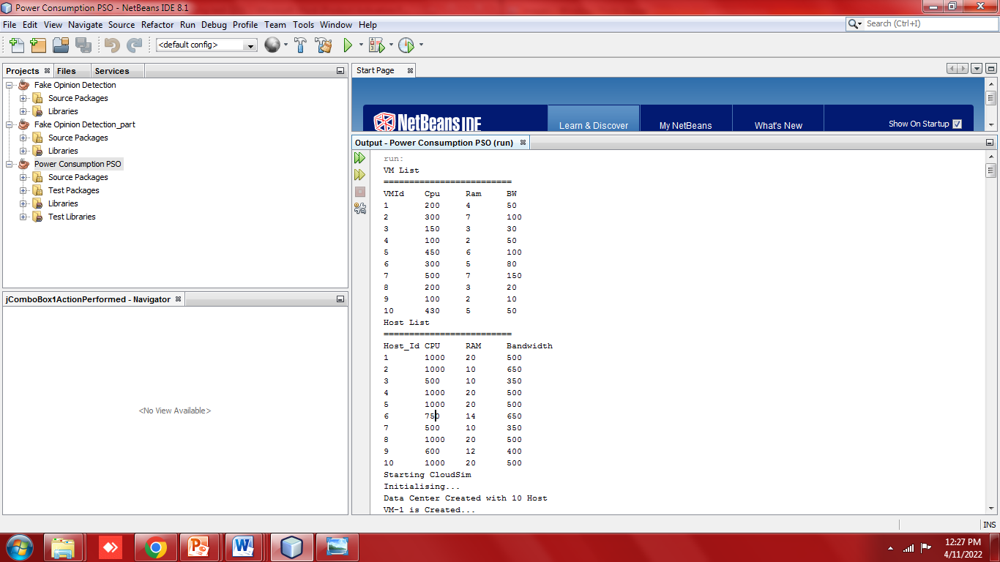 Power Consumption PSO - NetBeans IDE 8.1
File Edit View Navigate Source Refactor Run Debug Profile Team Tools Window Help
Search (Ctrl+I)
<default config>
Projects Files Services
Fake Opinion Detection
Source Packages
Libraries
Fake Opinion Detection_part
Source Packages
Libraries
Power Consumption PSO
Source Packages
Test Packages
Libraries
Test Libraries
jComboBox1ActionPerformed - Navigator
<No View Available>
Start Page
NetBeans IDE
Learn & Discover My NetBeans What's New Show On Startup
Output - Power Consumption PSO (run)
run:
VM List
=========================
VMId Cpu Ram BW
1 200 4 50
2 300 7 100
3 150 3 30
4 100 2 50
5 450 6 100
6 300 5 80
7 500 7 150
8 200 3 20
9 100 2 10
10 430 5 50
Host List
=========================
Host_Id CPU RAM Bandwidth
1 1000 20 500
2 1000 10 650
3 500 10 350
4 1000 20 500
5 1000 20 500
6 750 14 650
7 500 10 350
8 1000 20 500
9 600 12 400
10 1000 20 500
Starting CloudSim
Initialising...
Data Center Created with 10 Host
VM-1 is Created...
INS
12:27 PM
4/11/2022